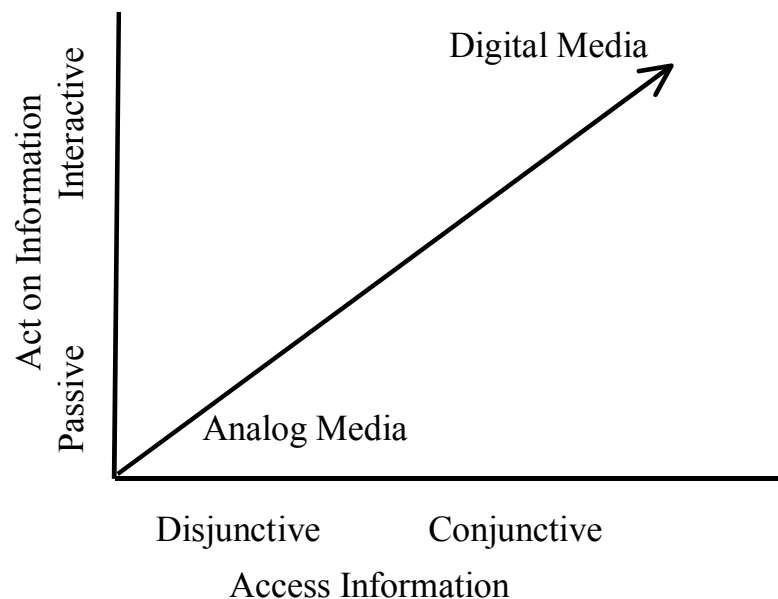 Digital Media
Act on Information
Interactive
Passive
Analog Media
Disjunctive
Conjunctive
Access Information